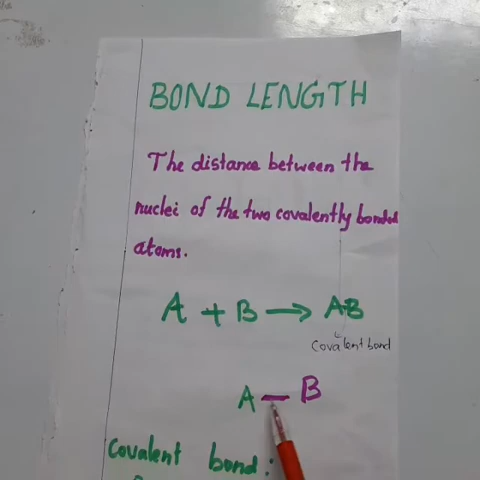 BOND LENGTH
The distance between the
nuclei of the two covalently bonded
atoms.
A + B → AB
Covalent bond
A — B
Covalent bond: